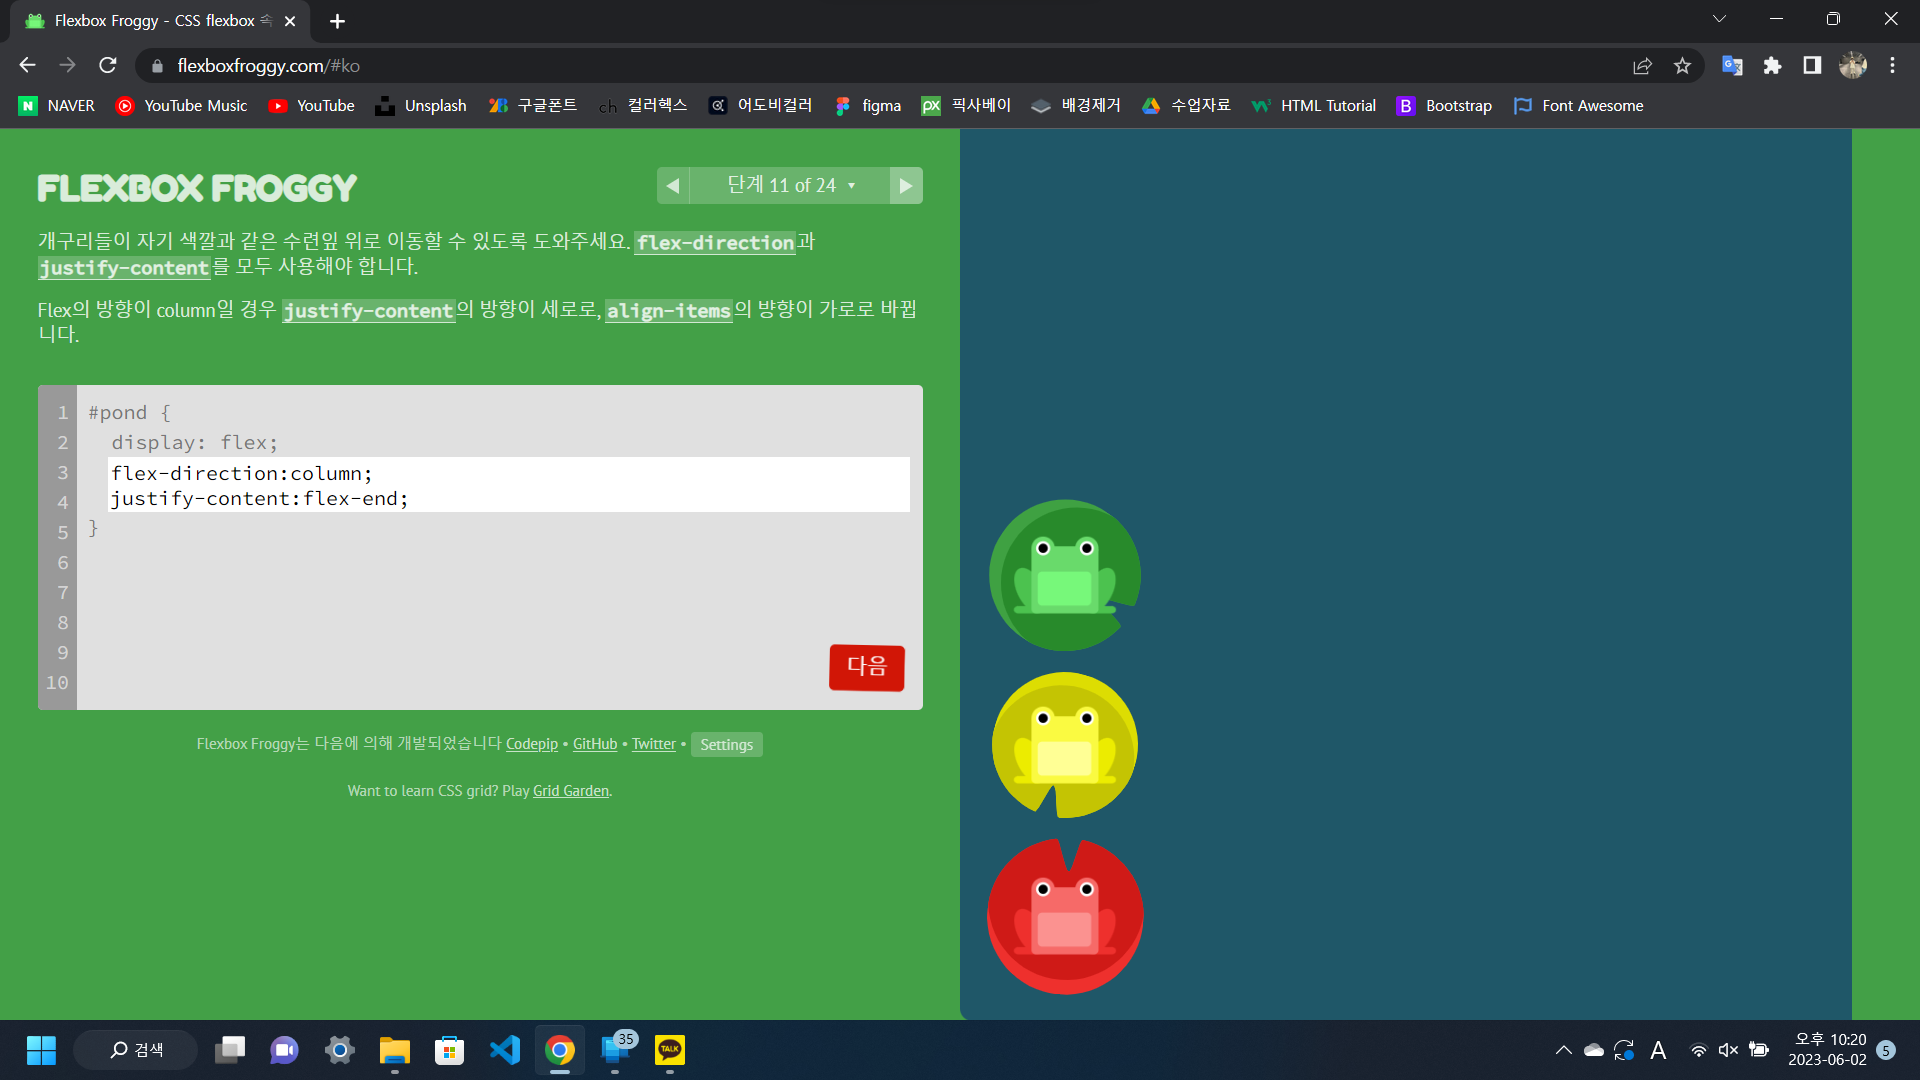 Flexbox Froggy - CSS flexbox 속
flexboxfroggy.com/#ko
NAVER YouTube Music YouTube Unsplash 구글폰트 컬러헥스 어도비컬러 figma 픽사베이 배경제거 수업자료 HTML Tutorial Bootstrap Font Awesome
FLEXBOX FROGGY
단계 11 of 24
개구리들이 자기 색깔과 같은 수련잎 위로 이동할 수 있도록 도와주세요. flex-direction과
justify-content를 모두 사용해야 합니다.
Flex의 방향이 column일 경우 justify-content의 방향이 세로로, align-items의 뱡향이 가로로 바뀝
니다.
1 #pond {
2 display: flex;
3 flex-direction:column;
4 justify-content:flex-end;
5 }
6
7
8
9
10
다음
Flexbox Froggy는 다음에 의해 개발되었습니다 Codepip • GitHub • Twitter • Settings
Want to learn CSS grid? Play Grid Garden.
검색
35
TALK
A
오후 10:20
2023-06-02
5